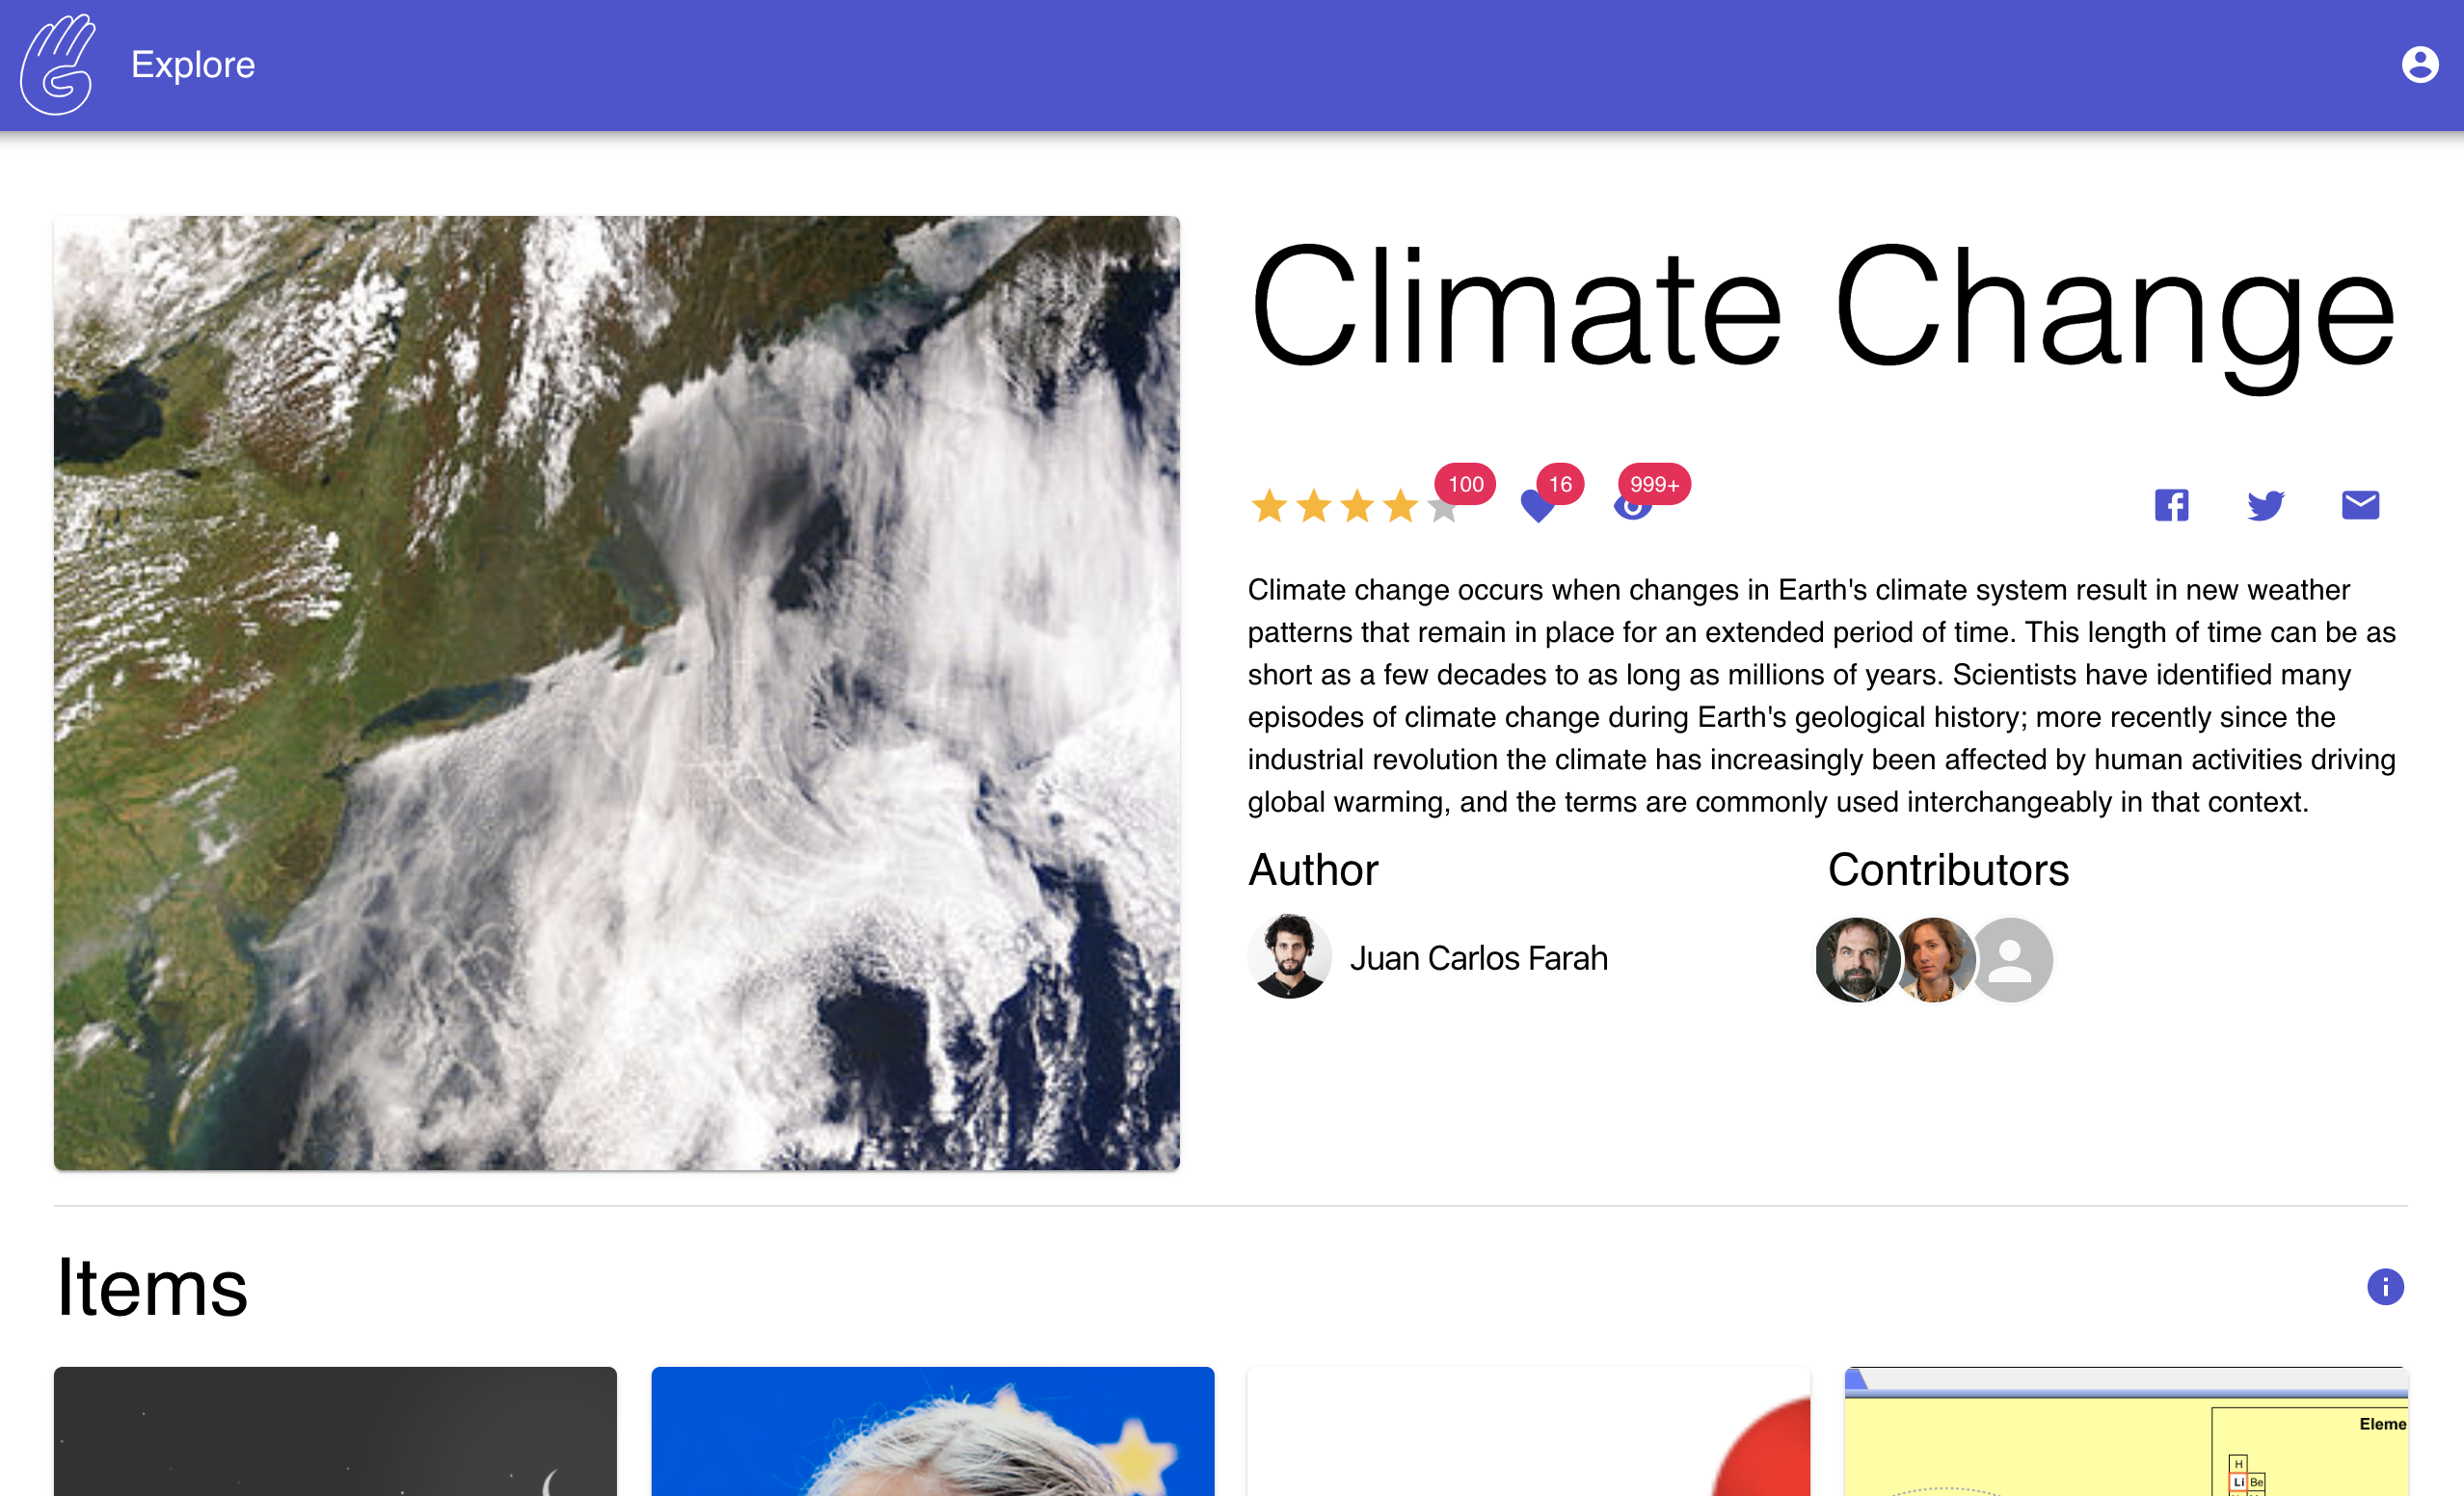 Explore
Climate Change
100
16
999+
Climate change occurs when changes in Earth's climate system result in new weather
patterns that remain in place for an extended period of time. This length of time can be as
short as a few decades to as long as millions of years. Scientists have identified many
episodes of climate change during Earth's geological history; more recently since the
industrial revolution the climate has increasingly been affected by human activities driving
global warming, and the terms are commonly used interchangeably in that context.
Author
Contributors
Juan Carlos Farah
Items
Eleme
H
Li Be